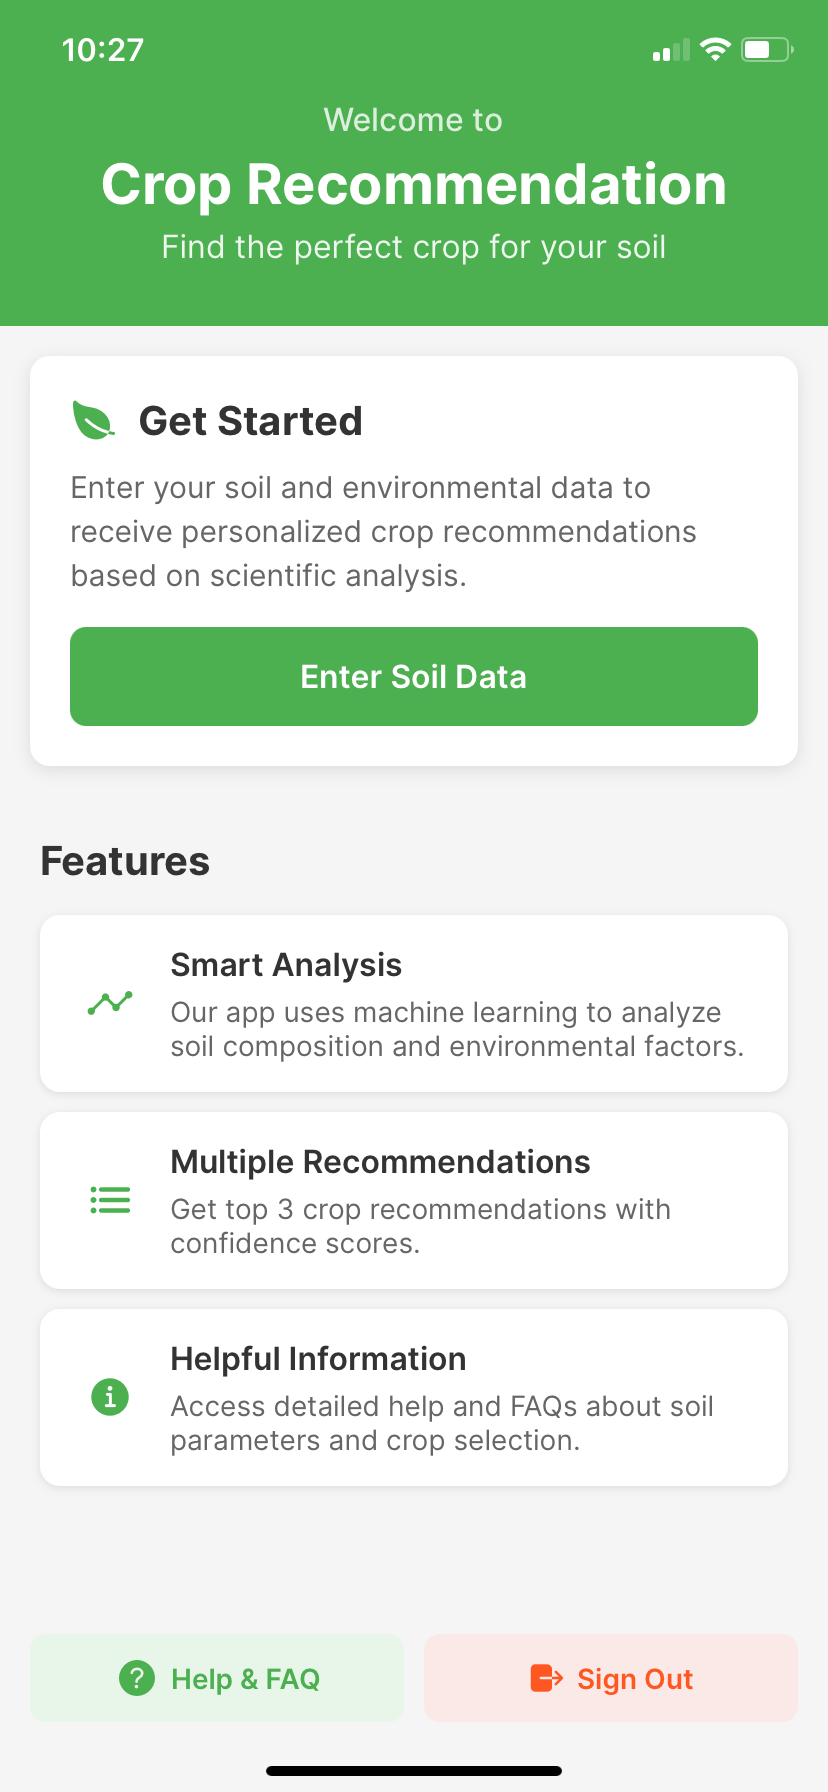 10:27
Welcome to
Crop Recommendation
Find the perfect crop for your soil
Get Started
Enter your soil and environmental data to
receive personalized crop recommendations
based on scientific analysis.
Enter Soil Data
Features
Smart Analysis
Our app uses machine learning to analyze
soil composition and environmental factors.
Multiple Recommendations
Get top 3 crop recommendations with
confidence scores.
Helpful Information
Access detailed help and FAQs about soil
parameters and crop selection.
Help & FAQ
Sign Out